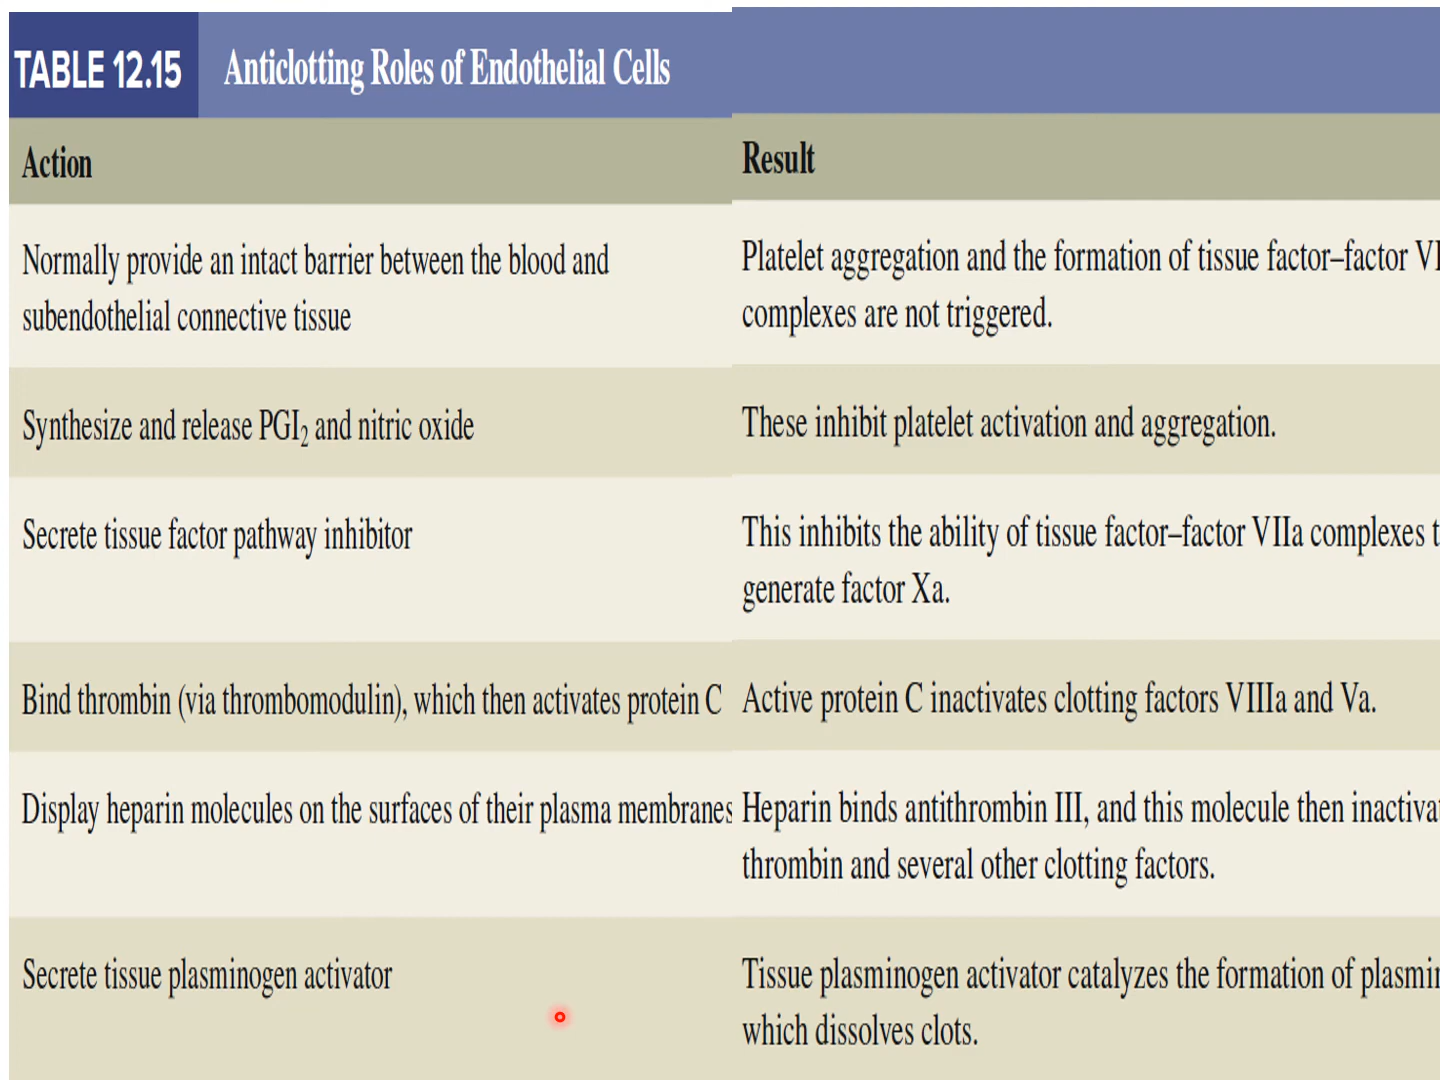 TABLE 12.15 Anticlotting Roles of Endothelial Cells
Action Result
Normally provide an intact barrier between the blood and
subendothelial connective tissue
Platelet aggregation and the formation of tissue factor–factor
complexes are not triggered.
Synthesize and release PGI₂ and nitric oxide
These inhibit platelet activation and aggregation.
Secrete tissue factor pathway inhibitor
This inhibits the ability of tissue factor–factor VIIa complexes
generate factor Xa.
Bind thrombin (via thrombomodulin), which then activates protein C
Active protein C inactivates clotting factors VIIIa and Va.
Display heparin molecules on the surfaces of their plasma membranes
Heparin binds antithrombin III, and this molecule then
thrombin and several other clotting factors.
Secrete tissue plasminogen activator
Tissue plasminogen activator catalyzes the formation of
which dissolves clots.